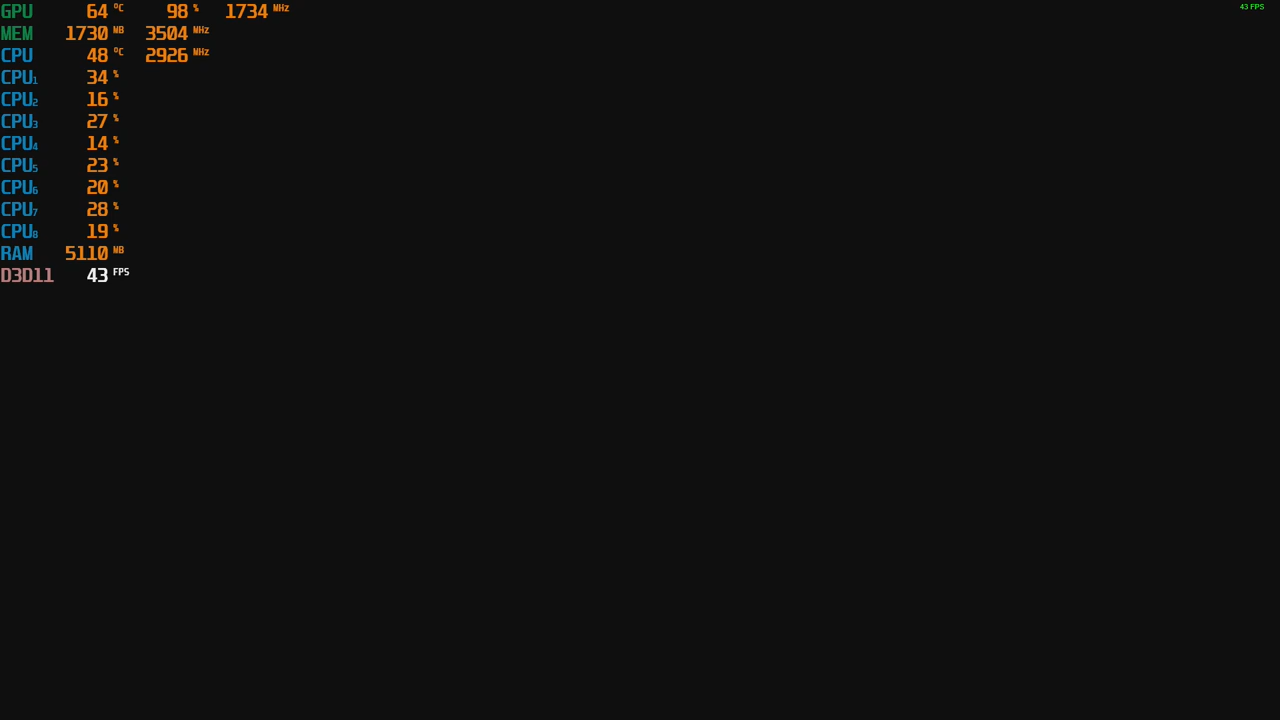 GPU 64 °C 98 % 1734 MHz
43 FPS
MEM 1730 MB 3504 MHz
CPU 48 °C 2926 MHz
CPU1 34 %
CPU2 16 %
CPU3 27 %
CPU4 14 %
CPU5 23 %
CPU6 20 %
CPU7 28 %
CPU8 19 %
RAM 5110 MB
D3D11 43 FPS